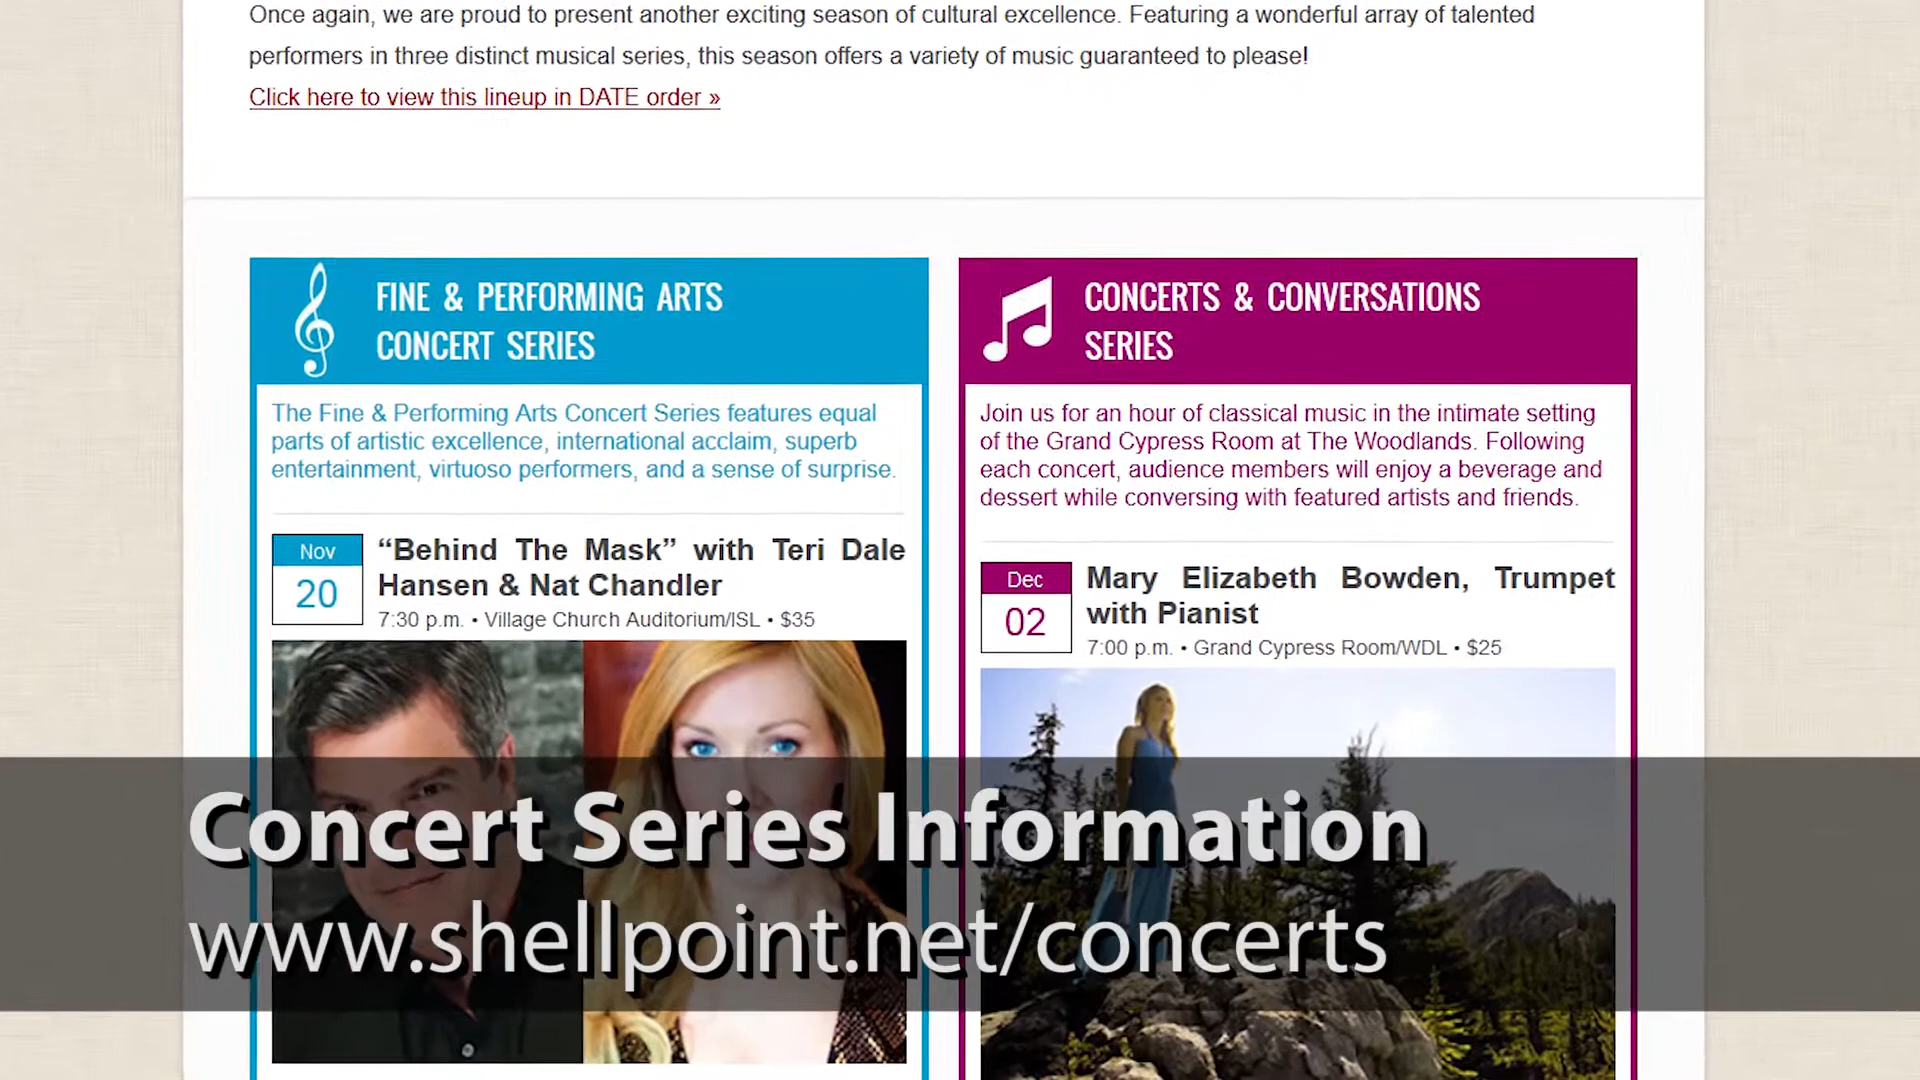 Once again, we are proud to present another exciting season of cultural excellence. Featuring a wonderful array of talented
performers in three distinct musical series, this season offers a variety of music guaranteed to please!
Click here to view this lineup in DATE order »
FINE & PERFORMING ARTS
CONCERT SERIES
The Fine & Performing Arts Concert Series features equal
parts of artistic excellence, international acclaim, superb
entertainment, virtuoso performers, and a sense of surprise.
Nov
20
“Behind The Mask” with Teri Dale
Hansen & Nat Chandler
7:30 p.m. • Village Church Auditorium/ISL • $35
CONCERTS & CONVERSATIONS
SERIES
Join us for an hour of classical music in the intimate setting
of the Grand Cypress Room at The Woodlands. Following
each concert, audience members will enjoy a beverage and
dessert while conversing with featured artists and friends.
Dec
02
Mary Elizabeth Bowden, Trumpet
with Pianist
7:00 p.m. • Grand Cypress Room/WDL • $25
Concert Series Information
www.shellpoint.net/concerts